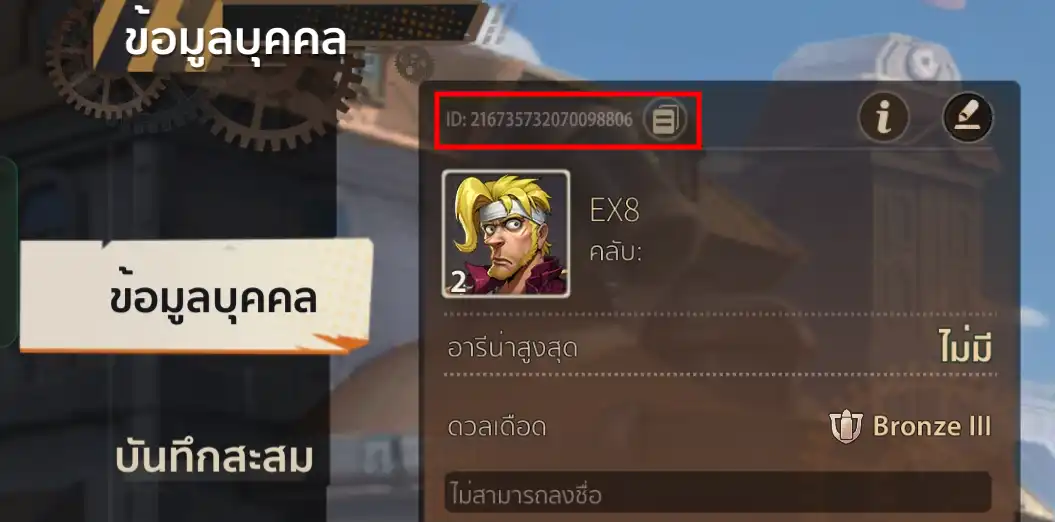 ข้อมูลบุคคล
ID: 216735732070098806
EX8
คลับ:
2
ข้อมูลบุคคล
อารีน่าสูงสุด ไม่มี
ดวลเดือด Bronze III
บันทึกสะสม
ไม่สามารถลงชื่อ